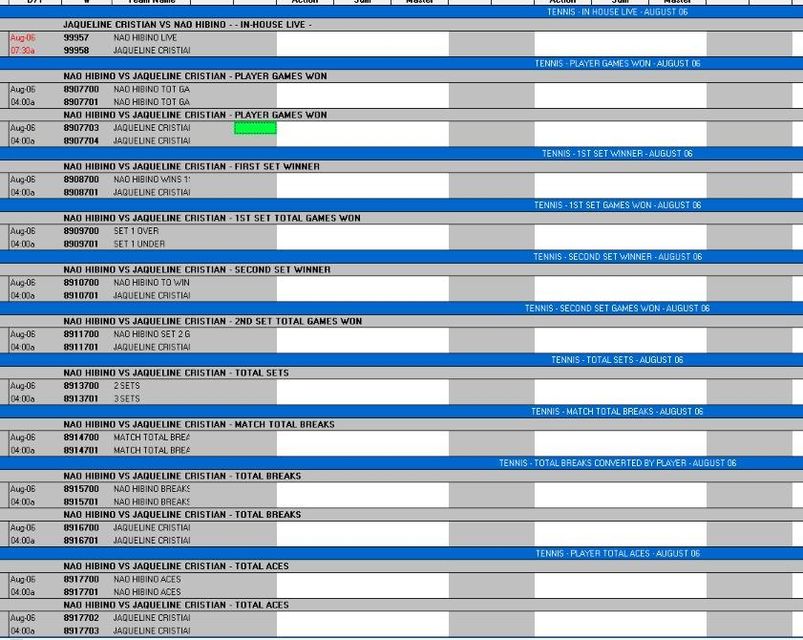 Team Name Action Sum Master Action Sum Master
TENNIS - IN HOUSE LIVE - AUGUST 06
JAQUELINE CRISTIAN VS NAO HIBINO - - IN-HOUSE LIVE -
Aug-06 99957 NAO HIBINO LIVE
07:30a 99958 JAQUELINE CRISTIAI
TENNIS - PLAYER GAMES WON - AUGUST 06
NAO HIBINO VS JAQUELINE CRISTIAN - PLAYER GAMES WON
Aug-06 8907700 NAO HIBINO TOT GA
04:00a 8907701 NAO HIBINO TOT GA
NAO HIBINO VS JAQUELINE CRISTIAN - PLAYER GAMES WON
Aug-06 8907703 JAQUELINE CRISTIAI
04:00a 8907704 JAQUELINE CRISTIAI
TENNIS - 1ST SET WINNER - AUGUST 06
NAO HIBINO VS JAQUELINE CRISTIAN - FIRST SET WINNER
Aug-06 8908700 NAO HIBINO WINS 1
04:00a 8908701 JAQUELINE CRISTIAI
TENNIS - 1ST SET GAMES WON - AUGUST 06
NAO HIBINO VS JAQUELINE CRISTIAN - 1ST SET TOTAL GAMES WON
Aug-06 8909700 SET 1 OVER
04:00a 8909701 SET 1 UNDER
TENNIS - SECOND SET WINNER - AUGUST 06
NAO HIBINO VS JAQUELINE CRISTIAN - SECOND SET WINNER
Aug-06 8910700 NAO HIBINO TO WIN
04:00a 8910701 JAQUELINE CRISTIAI
TENNIS - SECOND SET GAMES WON - AUGUST 06
NAO HIBINO VS JAQUELINE CRISTIAN - 2ND SET TOTAL GAMES WON
Aug-06 8911700 NAO HIBINO SET 2 G
04:00a 8911701 JAQUELINE CRISTIAI
TENNIS - TOTAL SETS - AUGUST 06
NAO HIBINO VS JAQUELINE CRISTIAN - TOTAL SETS
Aug-06 8913700 2 SETS
04:00a 8913701 3 SETS
TENNIS - MATCH TOTAL BREAKS - AUGUST 06
NAO HIBINO VS JAQUELINE CRISTIAN - MATCH TOTAL BREAKS
Aug-06 8914700 MATCH TOTAL BREA
04:00a 8914701 MATCH TOTAL BREA
TENNIS - TOTAL BREAKS CONVERTED BY PLAYER - AUGUST 06
NAO HIBINO VS JAQUELINE CRISTIAN - TOTAL BREAKS
Aug-06 8915700 NAO HIBINO BREAKS
04:00a 8915701 NAO HIBINO BREAKS
NAO HIBINO VS JAQUELINE CRISTIAN - TOTAL BREAKS
Aug-06 8916700 JAQUELINE CRISTIAI
04:00a 8916701 JAQUELINE CRISTIAI
TENNIS - PLAYER TOTAL ACES - AUGUST 06
NAO HIBINO VS JAQUELINE CRISTIAN - TOTAL ACES
Aug-06 8917700 NAO HIBINO ACES
04:00a 8917701 NAO HIBINO ACES
NAO HIBINO VS JAQUELINE CRISTIAN - TOTAL ACES
Aug-06 8917702 JAQUELINE CRISTIAI
04:00a 8917703 JAQUELINE CRISTIAI